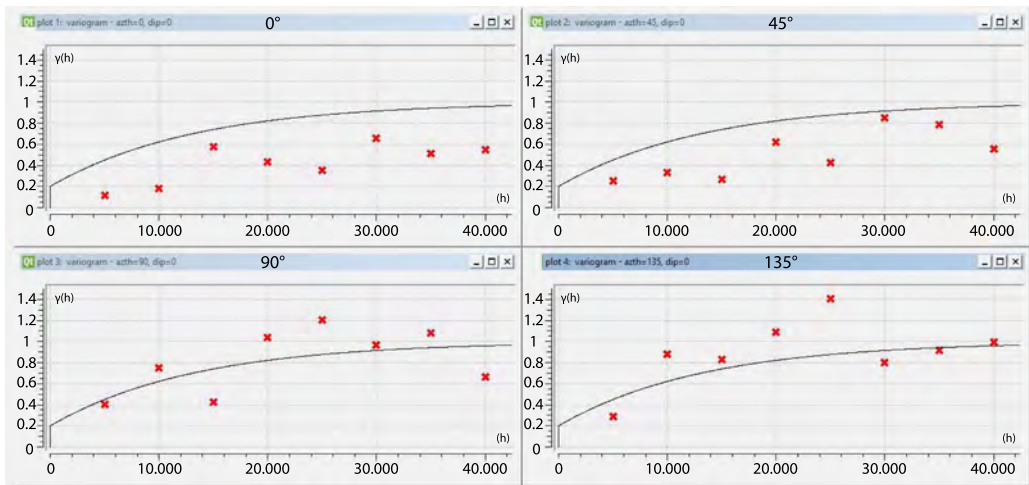 Qt plot 1: variogram - azth=0, dip=0 0°
1.4 γ(h)
1.2
1
0.8
0.6
0.4
0.2 (h)
0
0 10.000 20.000 30.000 40.000
Qt plot 2: variogram - azth=45, dip=0 45°
1.4 γ(h)
1.2
1
0.8
0.6
0.4
0.2 (h)
0
0 10.000 20.000 30.000 40.000
Qt plot 3: variogram - azth=90, dip=0 90°
1.4 γ(h)
1.2
1
0.8
0.6
0.4
0.2 (h)
0
0 10.000 20.000 30.000 40.000
plot 4: variogram - azth=135, dip=0 135°
1.4 γ(h)
1.2
1
0.8
0.6
0.4
0.2 (h)
0
0 10.000 20.000 30.000 40.000